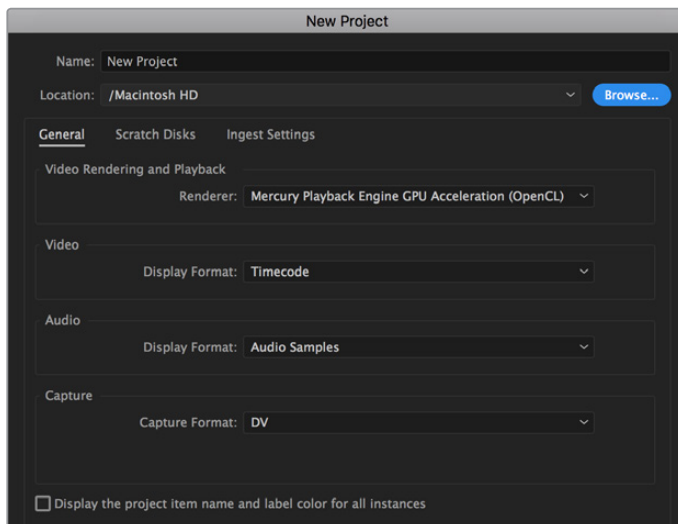 New Project
Name: New Project
Location: /Macintosh HD Browse...
General Scratch Disks Ingest Settings
Video Rendering and Playback
Renderer: Mercury Playback Engine GPU Acceleration (OpenCL)
Video
Display Format: Timecode
Audio
Display Format: Audio Samples
Capture
Capture Format: DV
Display the project item name and label color for all instances